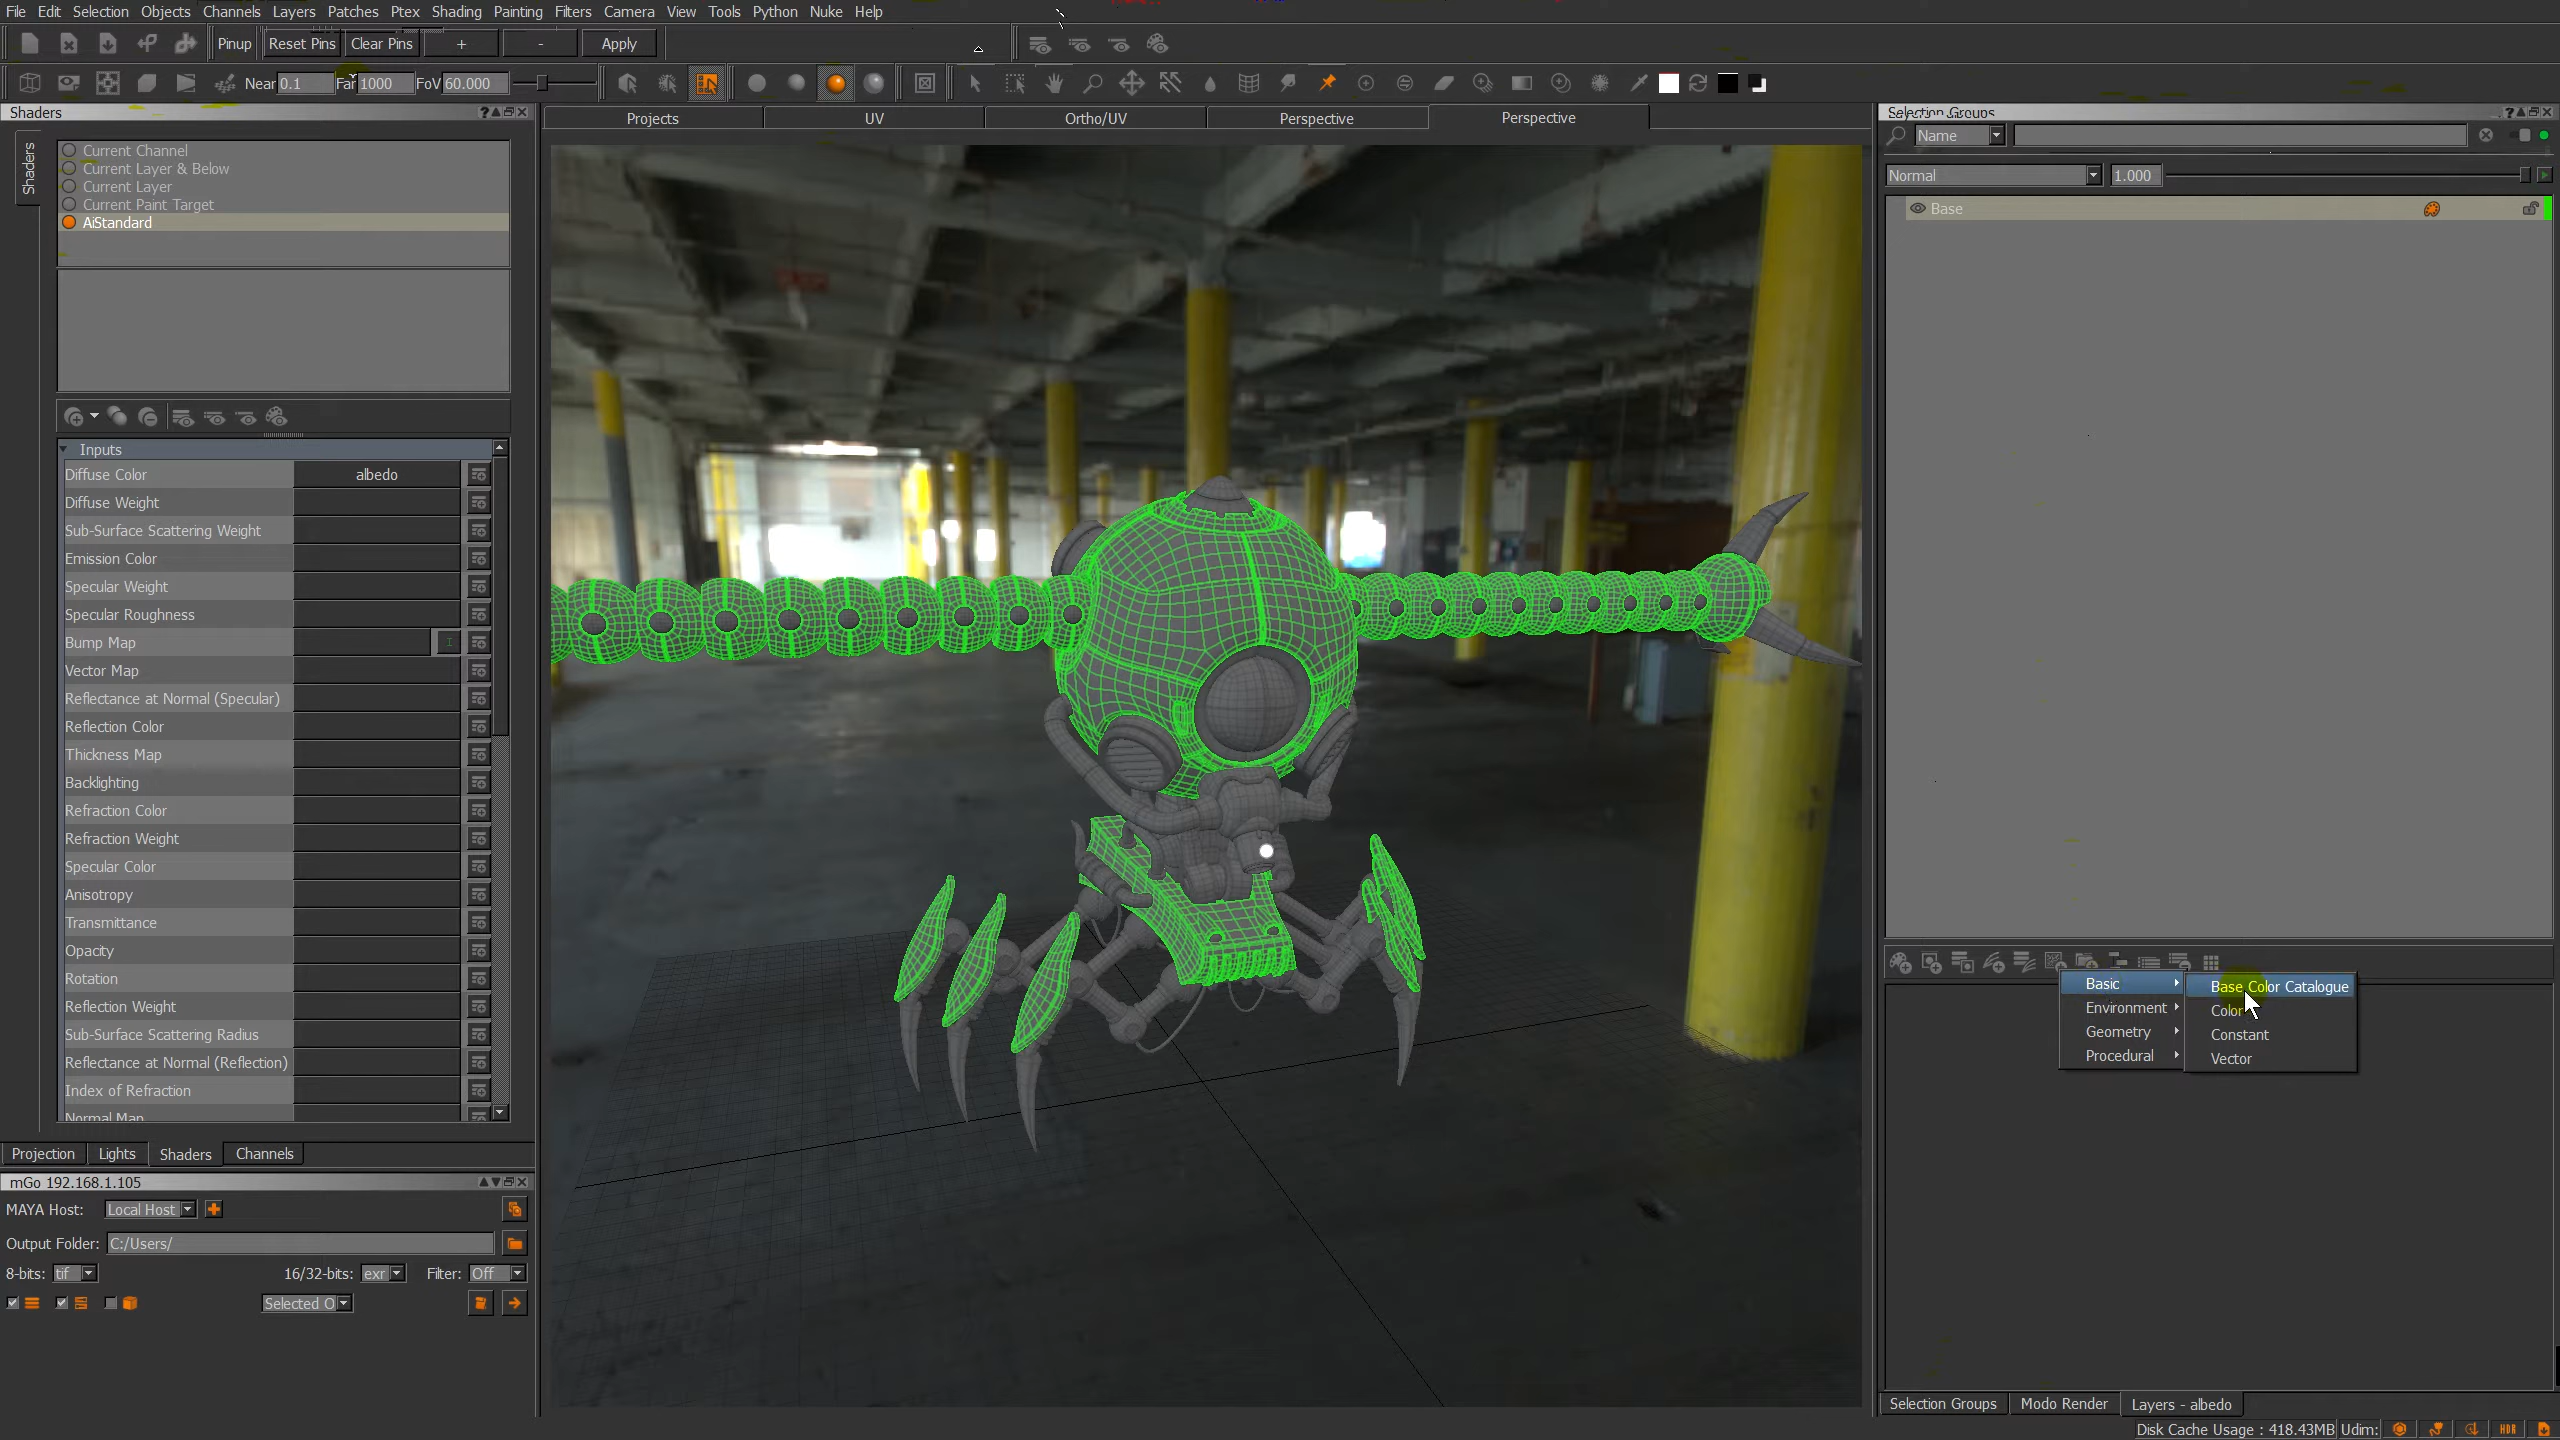 File Edit Selection Objects Channels Layers Patches Ptex Shading Painting Filters Camera View Tools Python Nuke Help
Pinup Reset Pins Clear Pins + - Apply
Near 0.1 Far 1000 FoV 60.000
Shaders
Projects UV Ortho/UV Perspective Perspective
Selection Groups
Name
Normal 1.000
Base
Shaders
Current Channel
Current Layer & Below
Current Layer
Current Paint Target
AiStandard
Inputs
Diffuse Color albedo
Diffuse Weight
Sub-Surface Scattering Weight
Emission Color
Specular Weight
Specular Roughness
Bump Map
Vector Map
Reflectance at Normal (Specular)
Reflection Color
Thickness Map
Backlighting
Refraction Color
Refraction Weight
Specular Color
Anisotropy
Transmittance
Opacity
Rotation
Reflection Weight
Sub-Surface Scattering Radius
Reflectance at Normal (Reflection)
Index of Refraction
Normal Map
Projection Lights Shaders Channels
mGo 192.168.1.105
MAYA Host: Local Host
Output Folder: C:/Users/
8-bits: tif 16/32-bits: exr Filter: Off
Selected O
Basic
Environment
Geometry
Procedural
Base Color Catalogue
Color
Constant
Vector
Selection Groups Modo Render Layers - albedo
Disk Cache Usage : 418.43MB Udim:
HDR